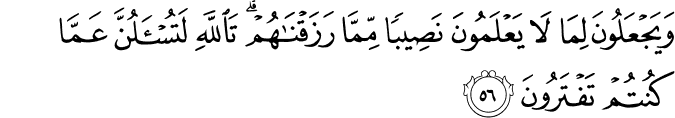 وَيَجْعَلُونَ لِمَا لَا يَعْلَمُونَ نَصِيبًا مِّمَّا رَزَقْنَـٰهُمْ ۗ تَٱللَّهِ لَتُسْـَٔلُنَّ عَمَّا
كُنتُمْ تَفْتَرُونَ ٥٦